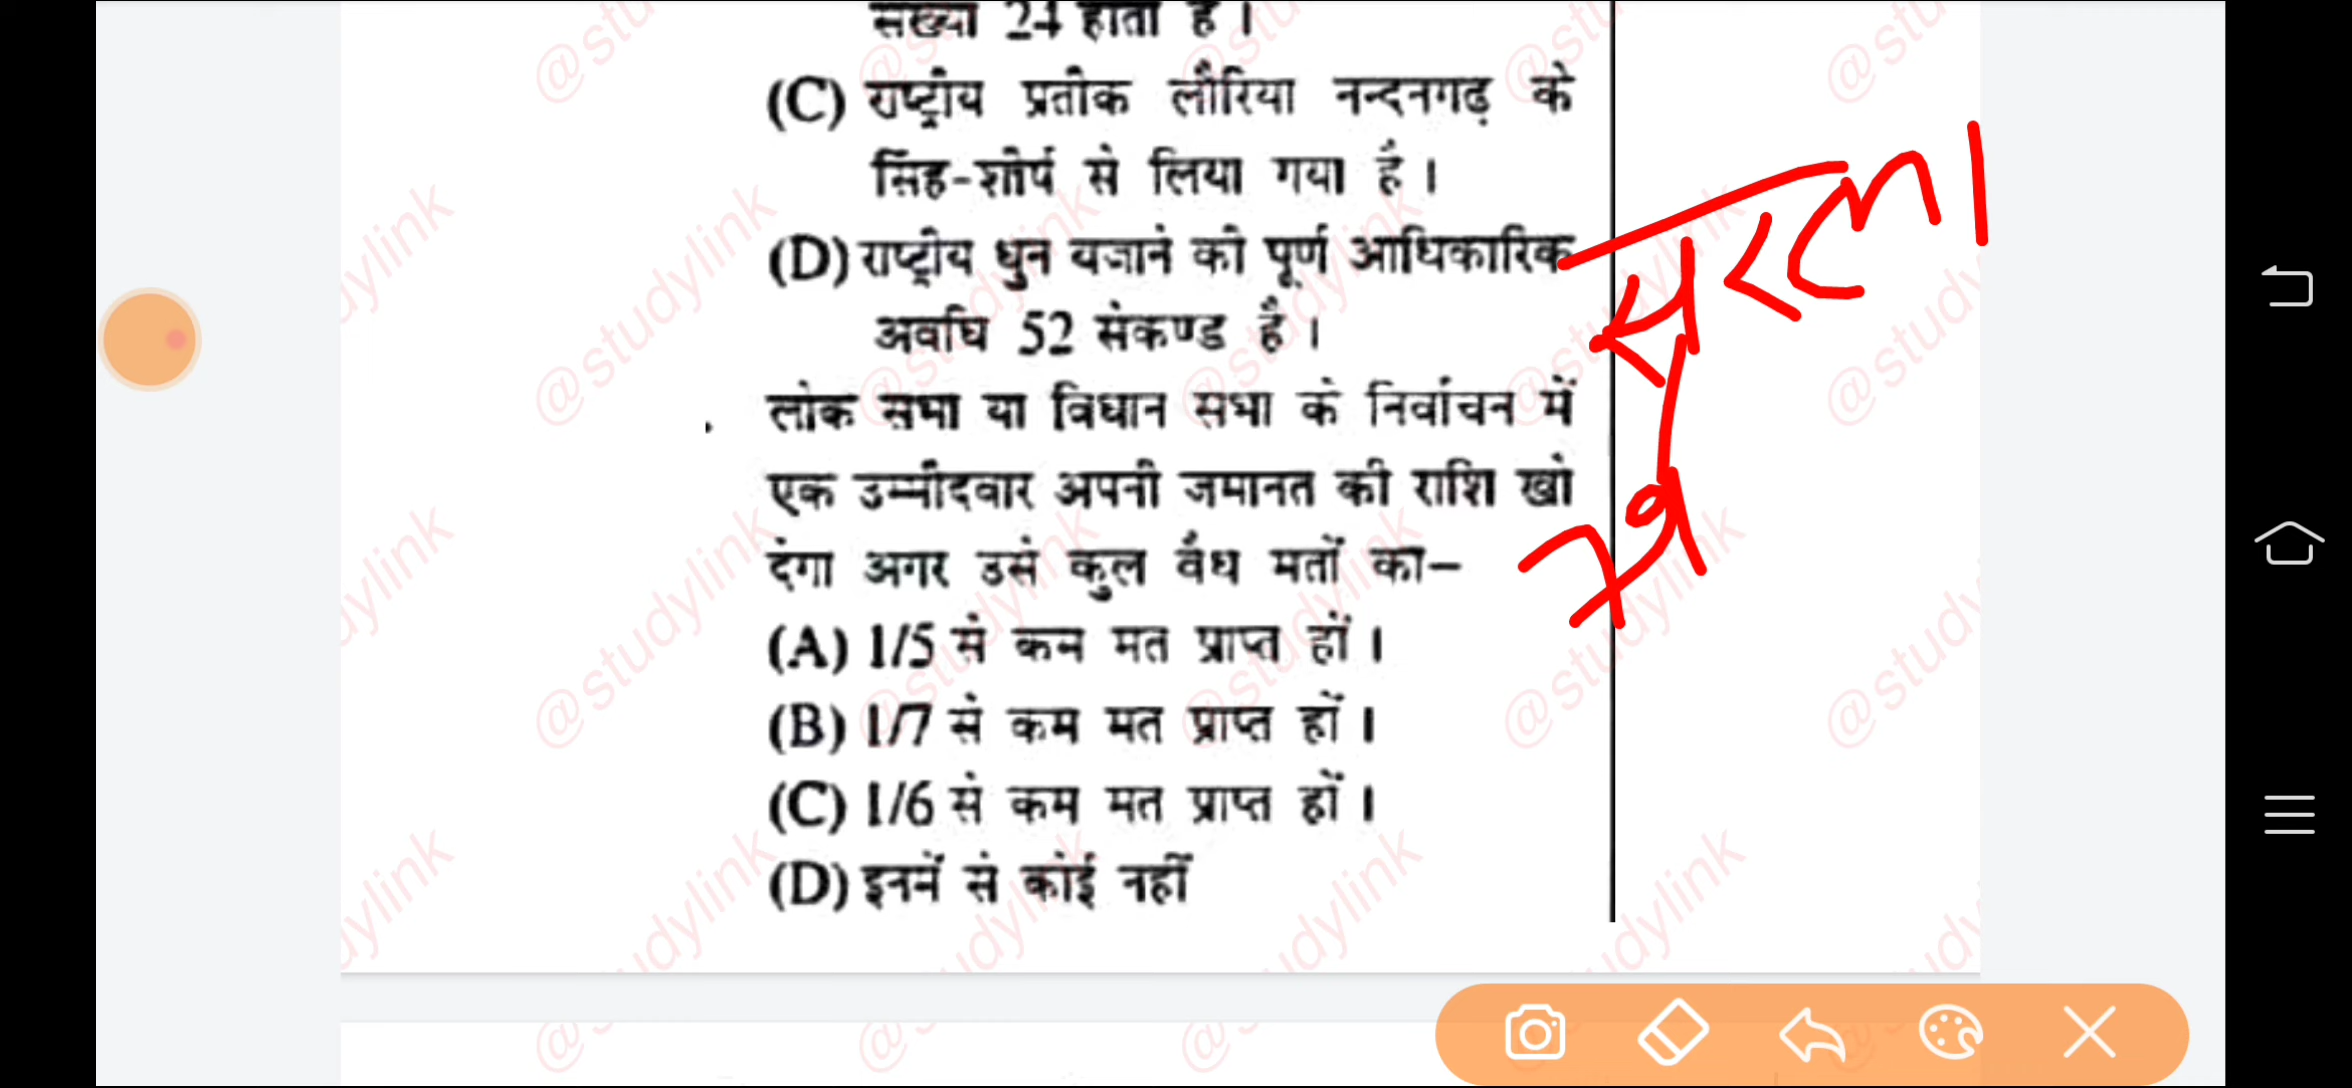 संख्या 24 होती है ।
(C) राष्ट्रीय प्रतीक लौरिया नन्दनगढ़ के
सिंह-शीर्ष से लिया गया है ।
(D) राष्ट्रीय धुन बजाने की पूर्ण आधिकारिक
अवधि 52 सेकण्ड है ।
लोक सभा या विधान सभा के निर्वाचन में
एक उम्मीदवार अपनी जमानत की राशि खो
देगा अगर उसे कुल वैध मतों का–
(A) 1/5 से कम मत प्राप्त हों ।
(B) 1/7 से कम मत प्राप्त हों ।
(C) 1/6 से कम मत प्राप्त हों ।
(D) इनमें से कोई नहीं
@studylink